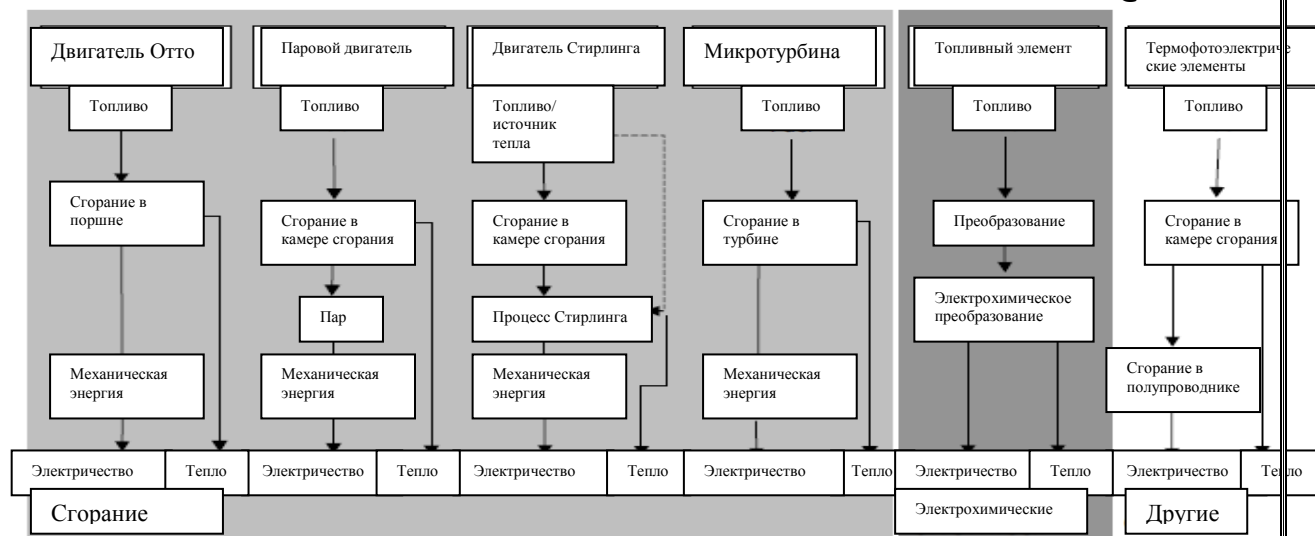 Двигатель Отто
Паровой двигатель
Двигатель Стирлинга
Микротурбина
Топливный элемент
Термофотоэлектриче
ские элементы
Топливо
Топливо
Топливо/
источник
тепла
Топливо
Топливо
Топливо
Сгорание в
поршне
Сгорание в
камере сгорания
Сгорание в
камере сгорания
Сгорание в
турбине
Преобразование
Сгорание в
камере сгорания
Пар
Процесс Стирлинга
Электрохимическое
преобразование
Механическая
энергия
Механическая
энергия
Механическая
энергия
Механическая
энергия
Сгорание в
полупроводнике
Электричество
Тепло
Электричество
Тепло
Электричество
Тепло
Электричество
Тепло
Электричество
Тепло
Электричество
Тепло
Сгорание
Электрохимические
Другие